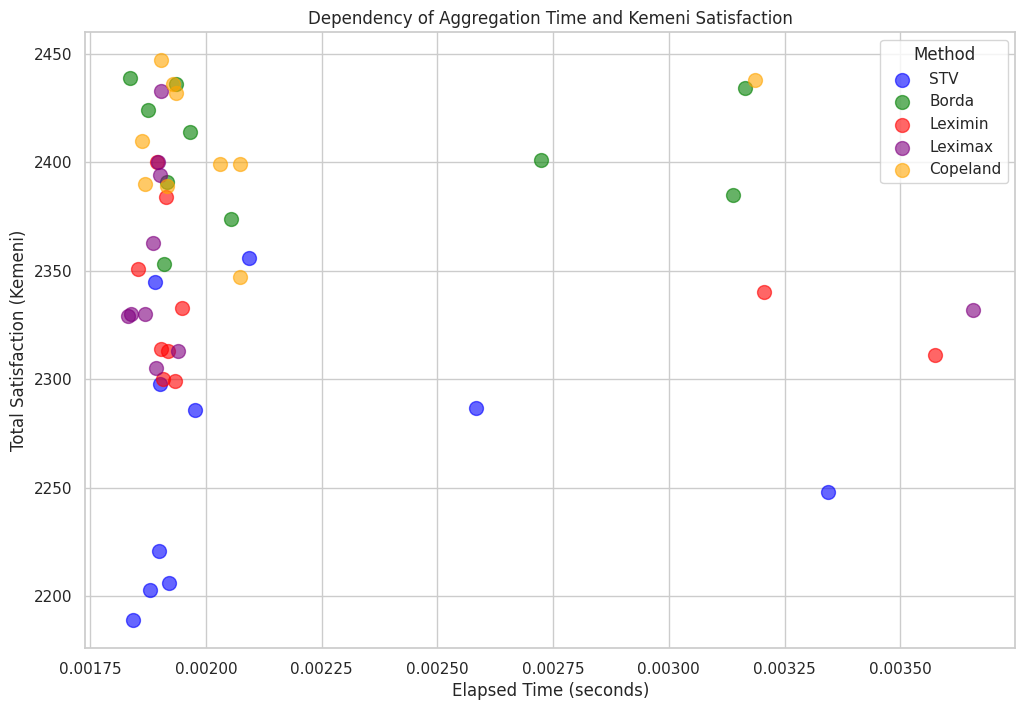 Dependency of Aggregation Time and Kemeni Satisfaction
Total Satisfaction (Kemeni)
2450
2400
2350
2300
2250
2200
Method
STV
Borda
Leximin
Leximax
Copeland
0.00175
0.00200
0.00225
0.00250
0.00275
0.00300
0.00325
0.00350
Elapsed Time (seconds)